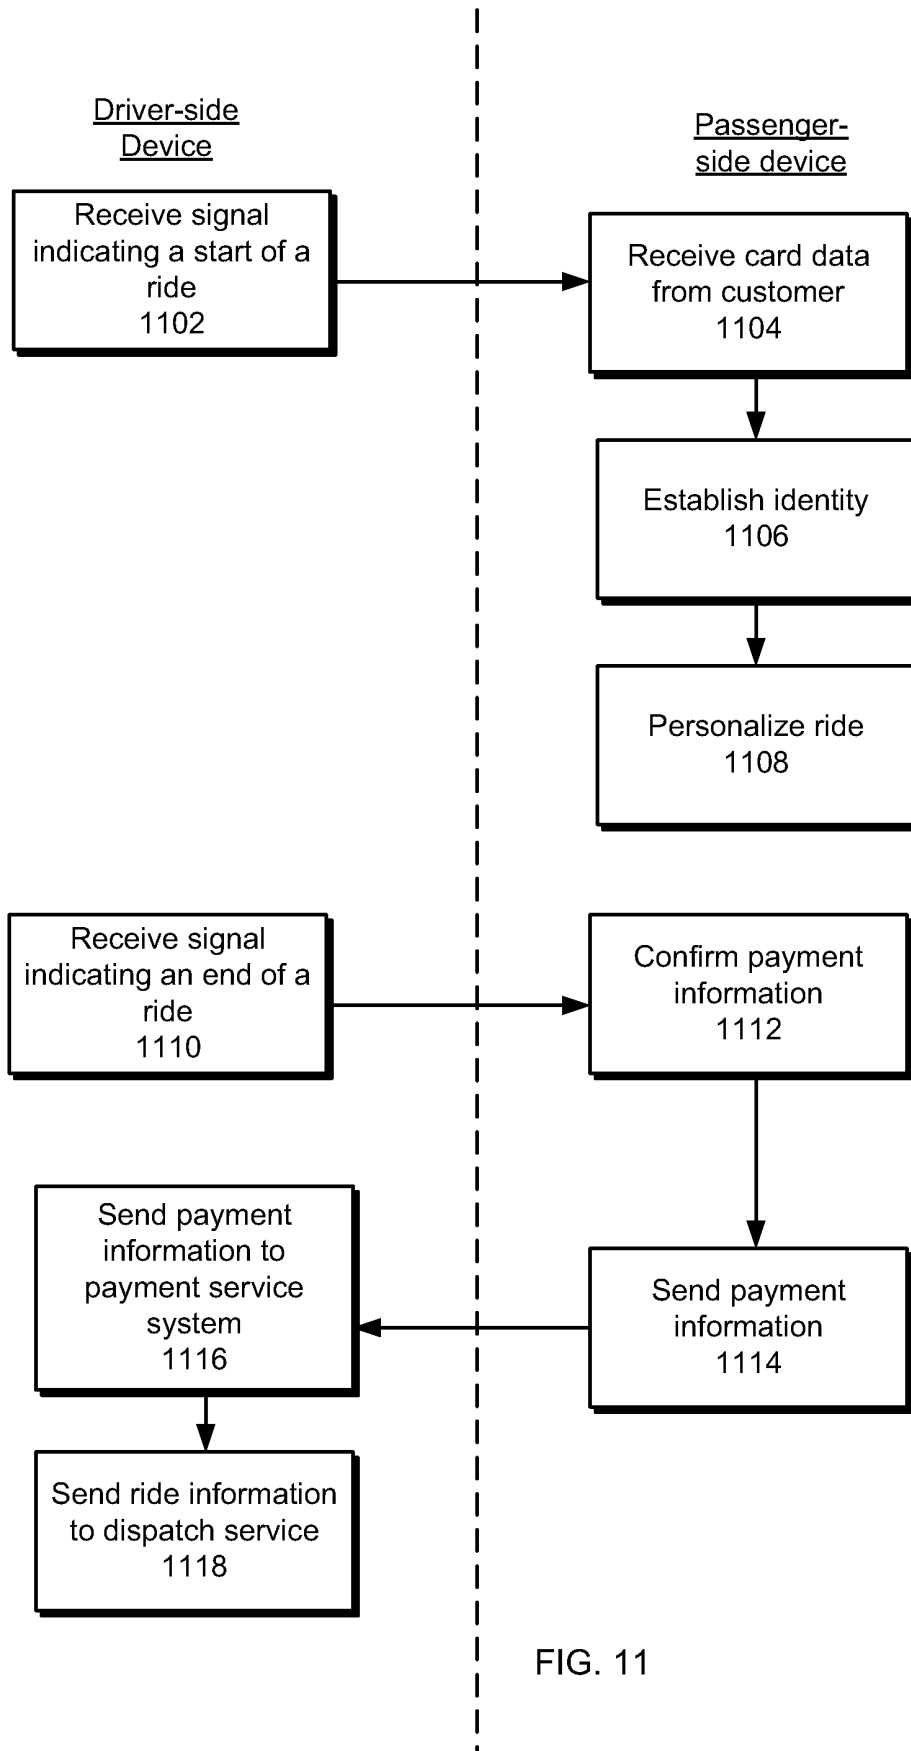 Driver-side
Device
Passenger-
side device
Receive signal
indicating a start of a
ride
1102
Receive card data
from customer
1104
Establish identity
1106
Personalize ride
1108
Receive signal
indicating an end of a
ride
1110
Confirm payment
information
1112
Send payment
information
1114
Send payment
information to
payment service
system
1116
Send ride information
to dispatch service
1118
FIG. 11